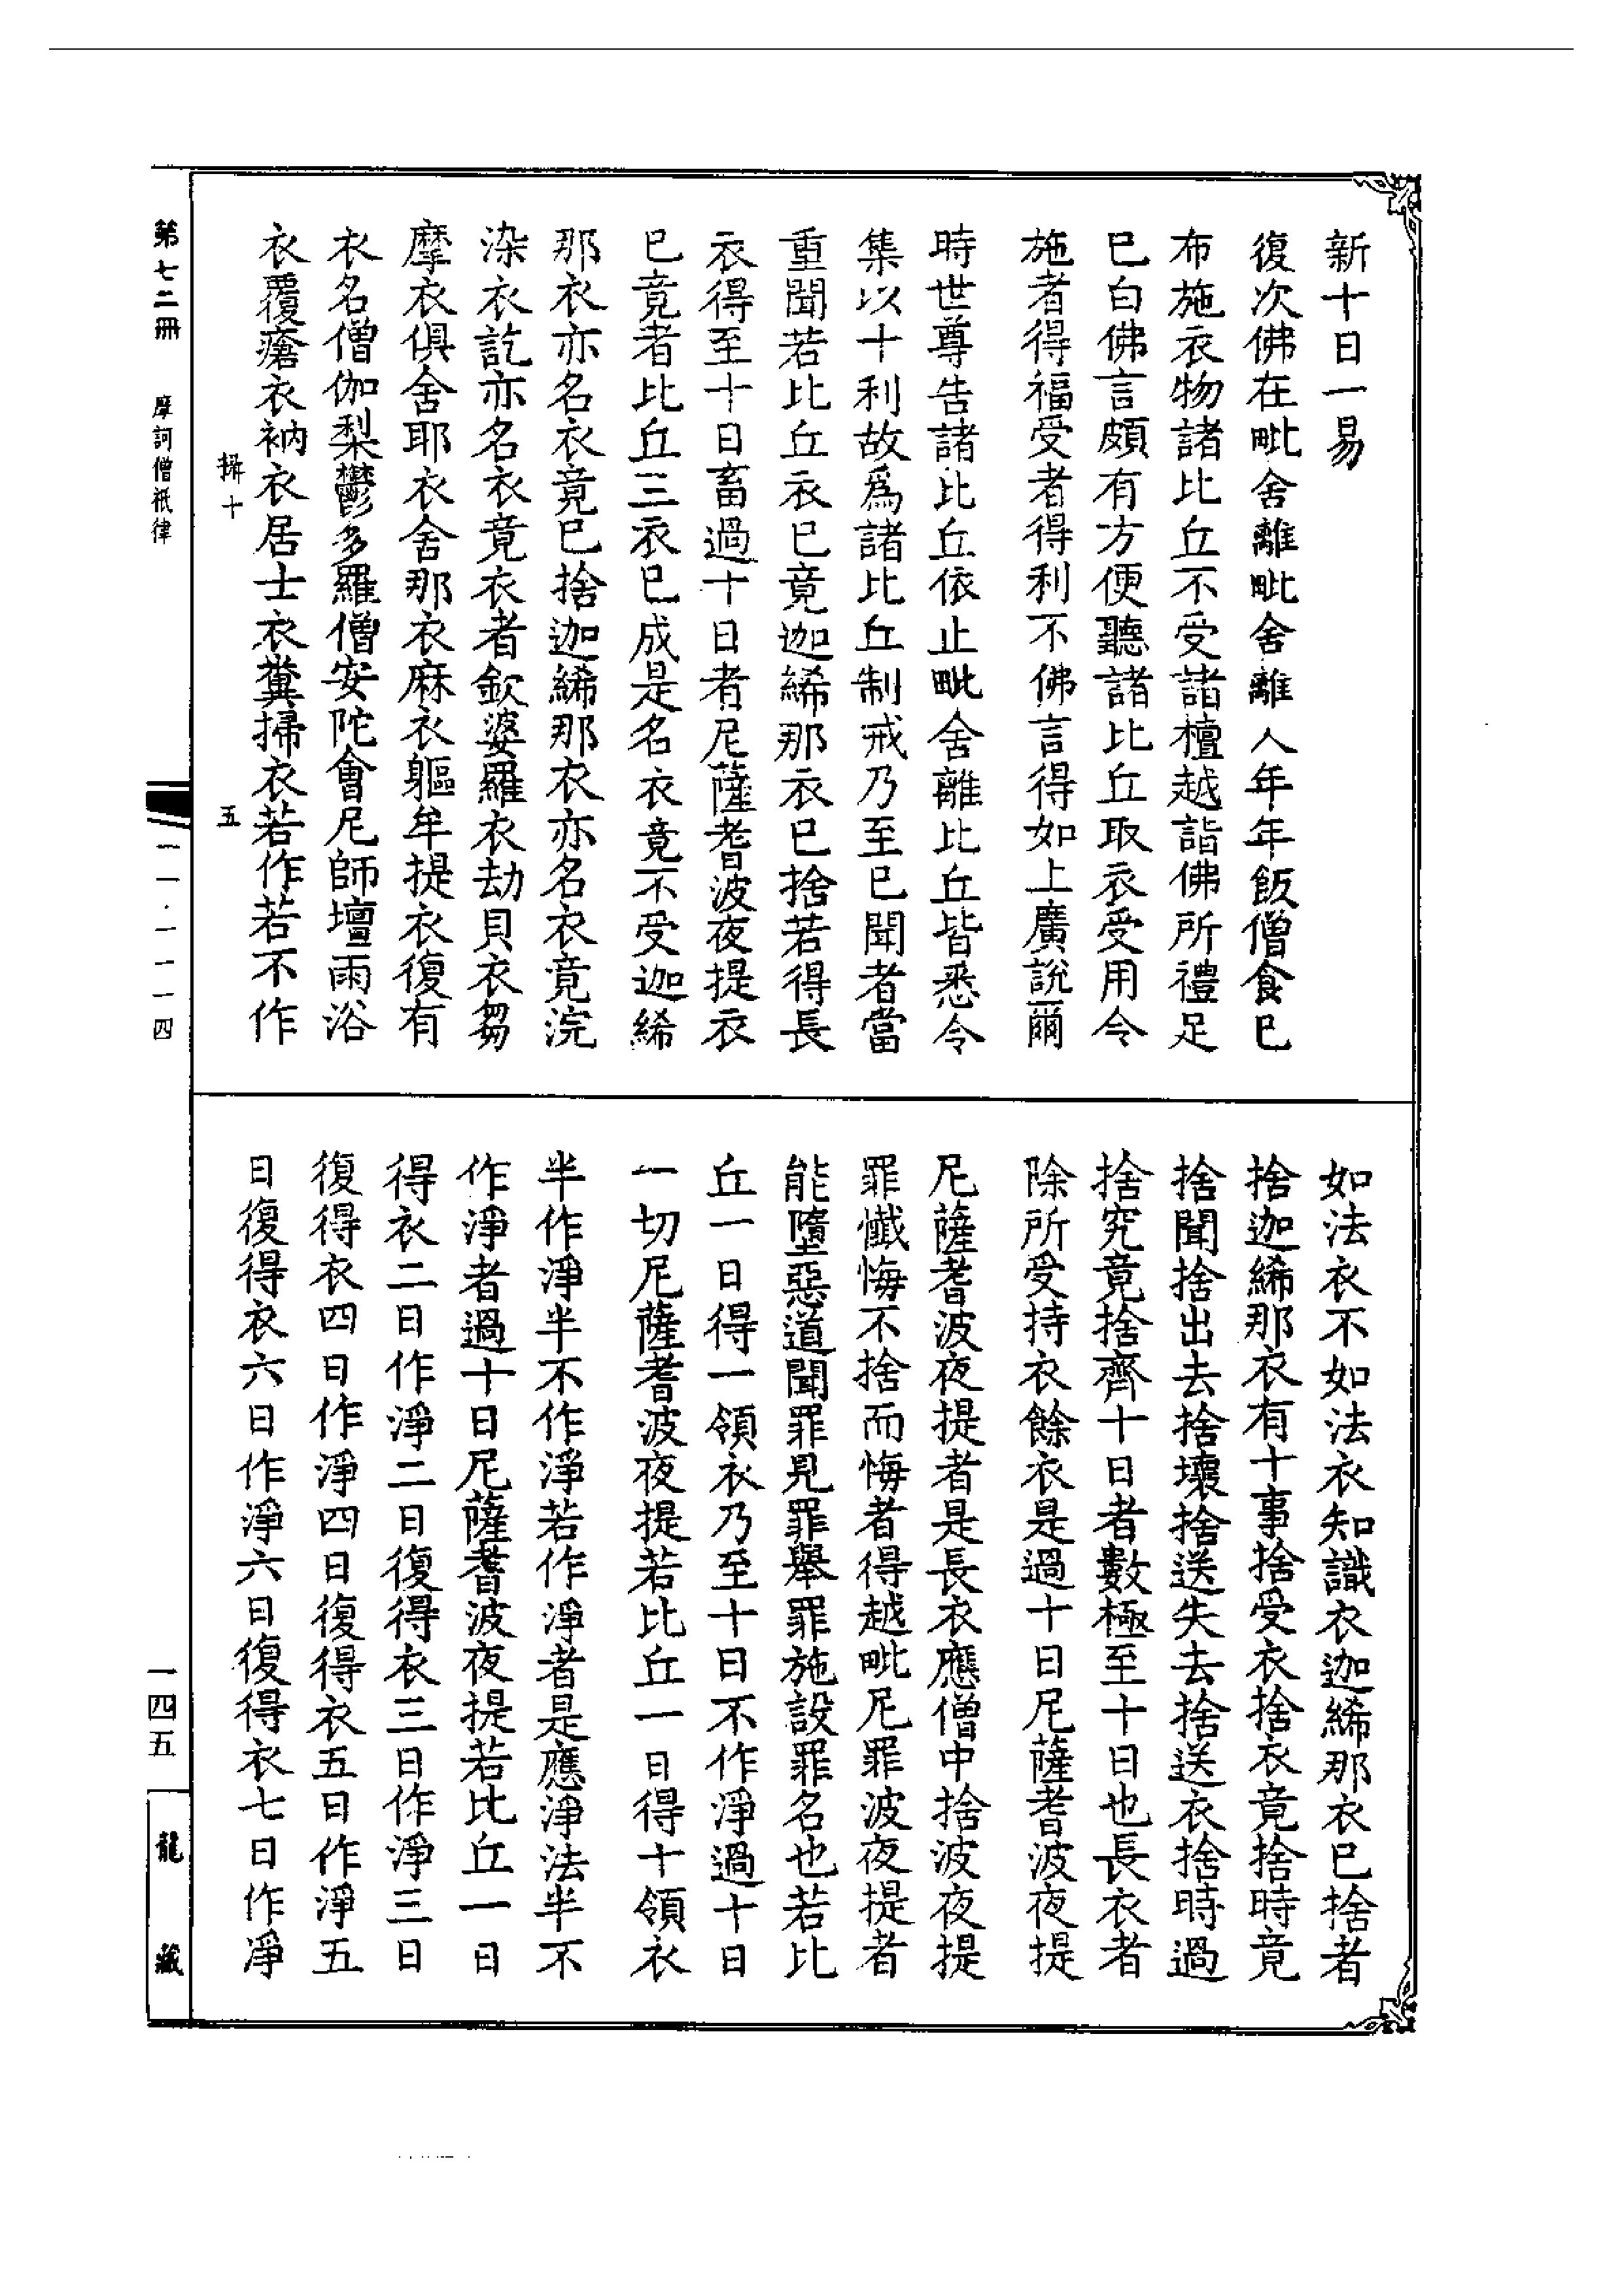 新十日一易
復次佛在毗舍離毗舍離人年年飯僧食已
布施衣物諸比丘不受諸檀越詣佛所禮足
已白佛言頗有方便聽諸比丘取衣受用令
施者得福受者得利不佛言得如上廣說爾
時世尊告諸比丘依止毗舍離比丘皆悉令
集以十利故為諸比丘制戒乃至已聞者當
重聞若比丘衣已竟迦絺那衣已捨若得長
衣得至十日畜過十日者尼薩耆波夜提衣
已竟者比丘三衣已成是名衣竟不受迦絺
那衣亦名衣竟已捨迦絺那衣亦名衣竟浣
染衣訖亦名衣竟衣者欽婆羅衣劫貝衣芻
摩衣俱舍耶衣舍那衣麻衣軀牟提衣復有
衣名僧伽梨鬱多羅僧安陀會尼師壇雨浴
衣覆瘡衣衲衣居士衣糞掃衣若作若不作
如法衣不如法衣知識衣迦絺那衣已捨者
捨迦絺那衣有十事捨受衣捨衣竟捨時竟
捨聞捨出去捨壞捨送失去捨送衣捨時過
捨究竟捨齊十日者數極至十日也長衣者
除所受持衣餘衣是過十日尼薩耆波夜提
尼薩耆波夜提者是長衣應僧中捨波夜提
罪懺悔不捨而悔者得越毗尼罪波夜提者
能墮惡道聞罪見罪舉罪施設罪名也若比
丘一日得一領衣乃至十日不作淨過十日
一切尼薩耆波夜提若比丘一日得十領衣
半作淨半不作淨若作淨者是應淨法半不
作淨者過十日尼薩耆波夜提若比丘一日
得衣二日作淨二日復得衣三日作淨三日
復得衣四日作淨四日復得衣五日作淨五
日復得衣六日作淨六日復得衣七日作淨
揖十
五
第七二冊
摩訶僧祇律
一一一·一一一四
一四五
龍藏